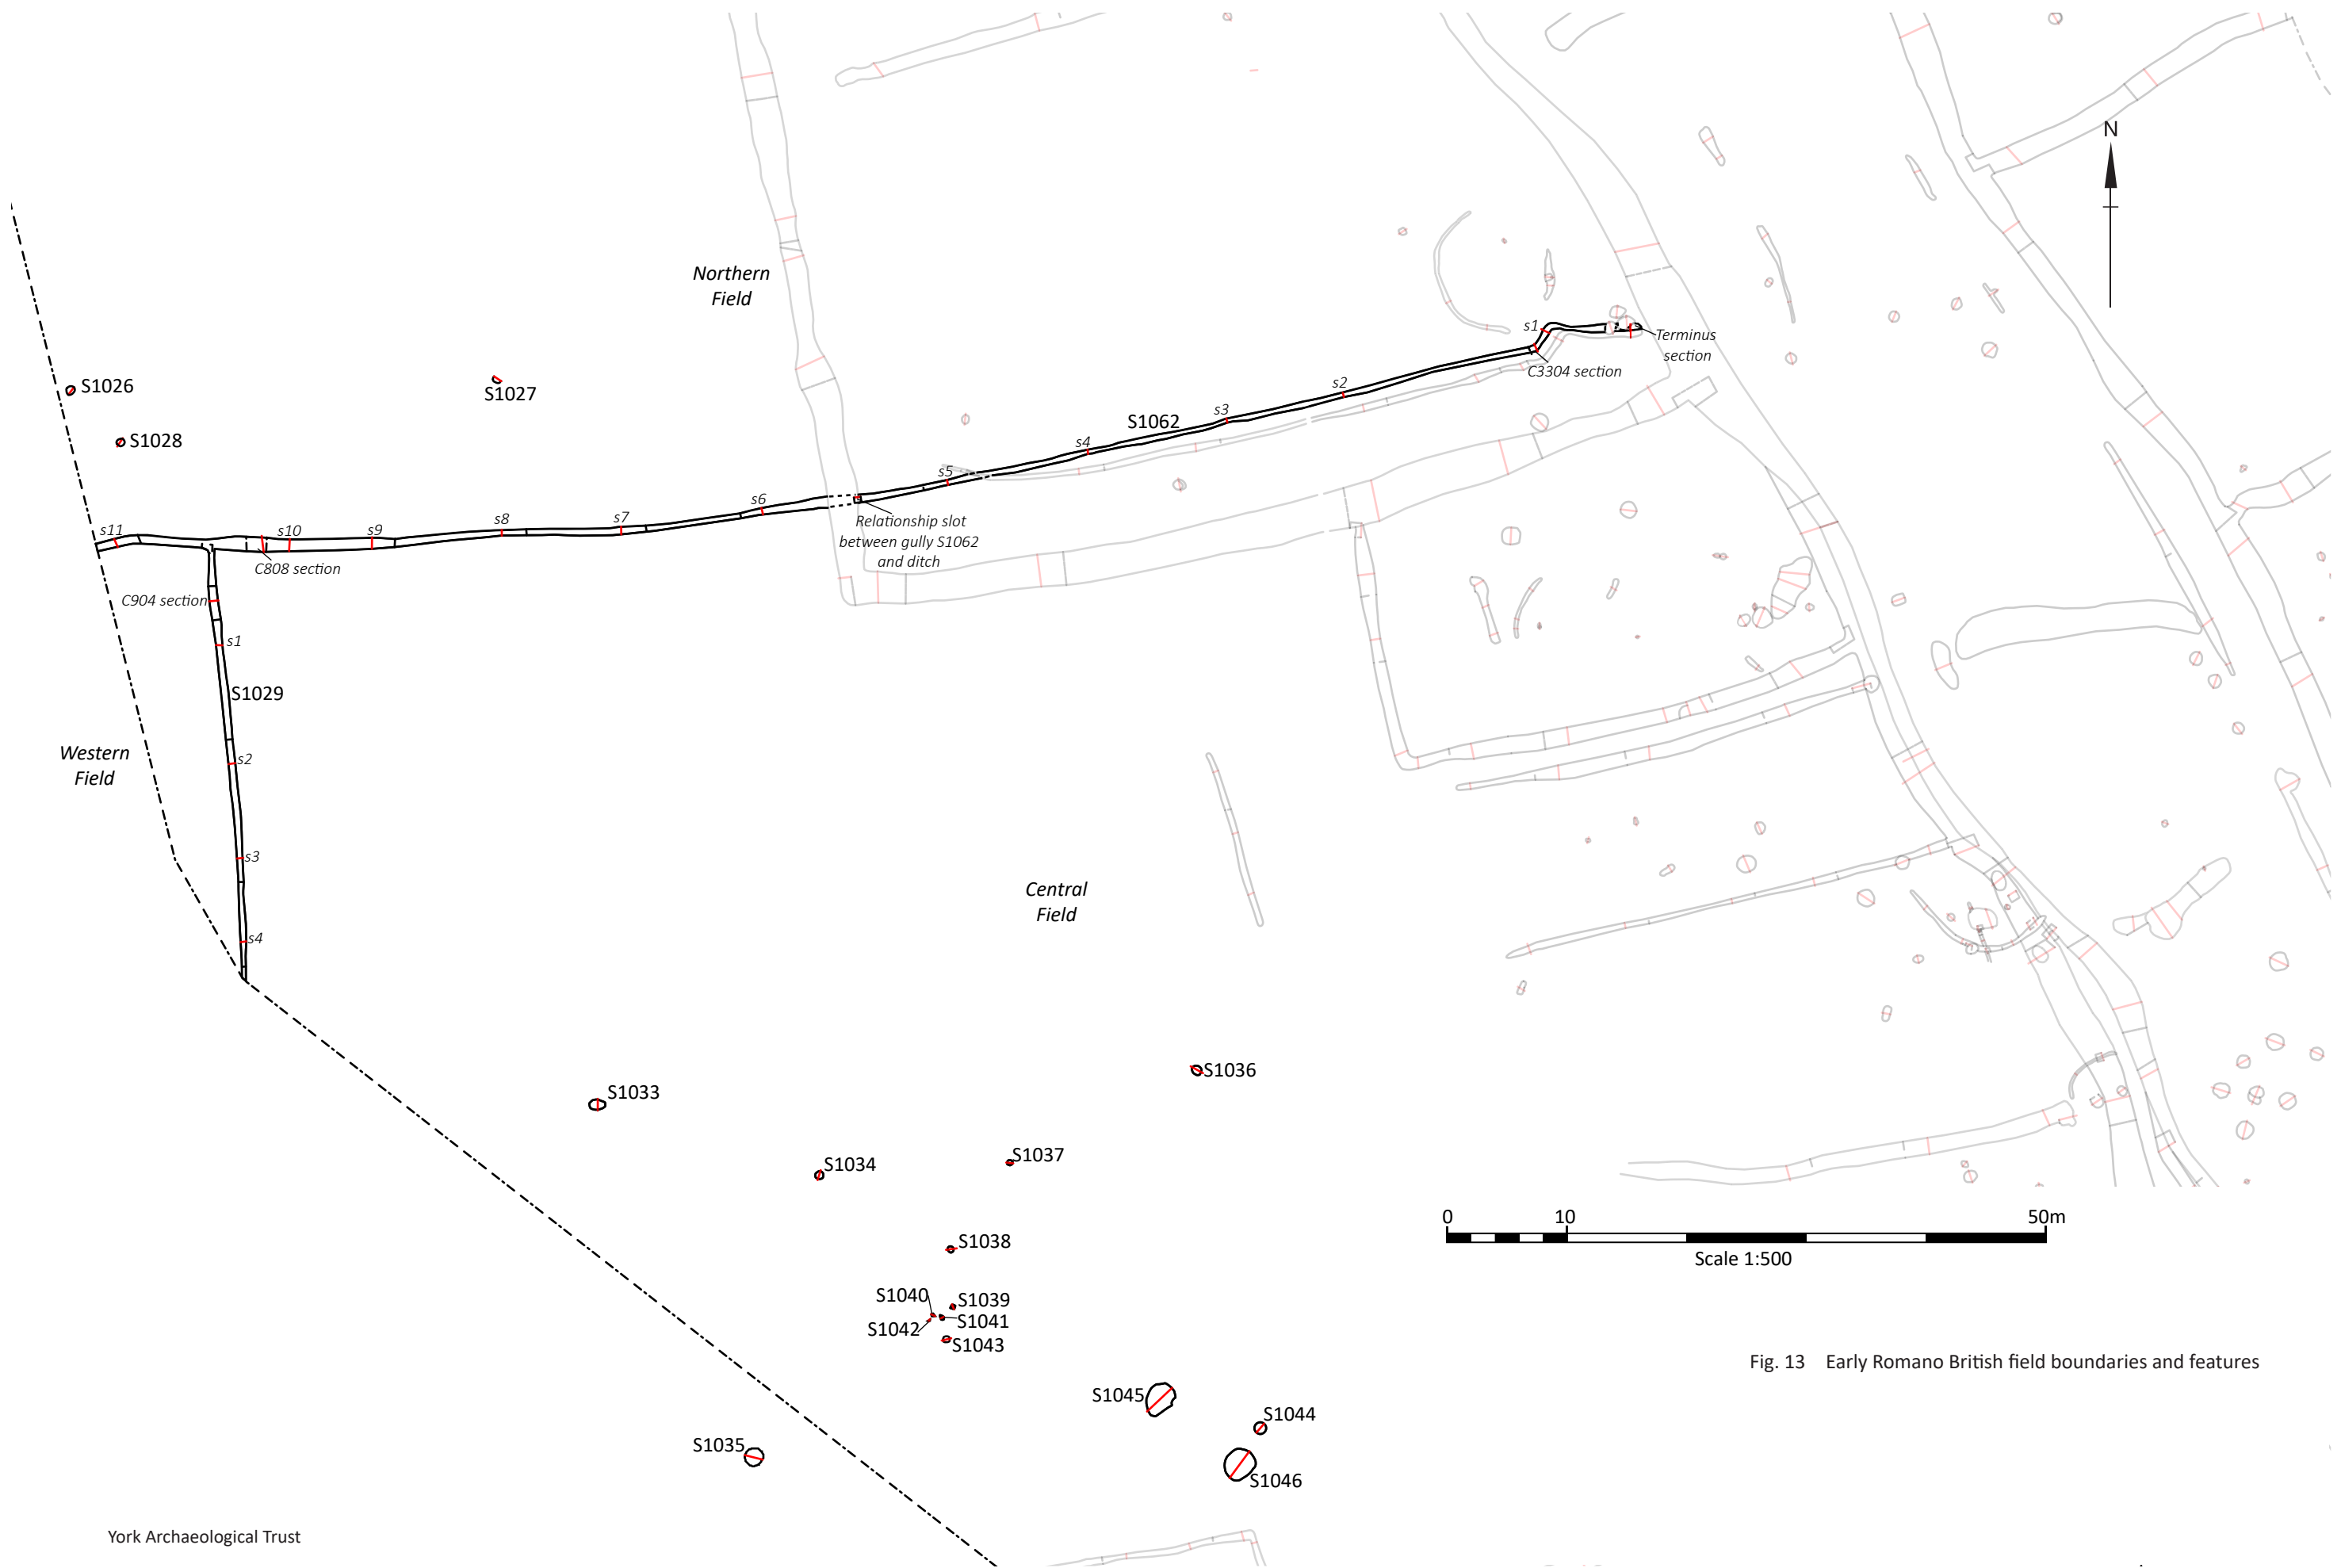 N
Northern
Field
S1026
S1027
S1028
s1
Terminus
section
C3304 section
s2
s3
S1062
s4
s5
s6
Relationship slot
between gully S1062
and ditch
s7
s8
s9
s10
s11
C808 section
C904 section
s1
S1029
s2
Western
Field
s3
s4
Central
Field
S1036
S1033
S1037
S1034
S1038
S1040
S1039
S1041
S1042
S1043
0 10 50m
Scale 1:500
Fig. 13 Early Romano British field boundaries and features
S1045
S1044
S1035
S1046
York Archaeological Trust